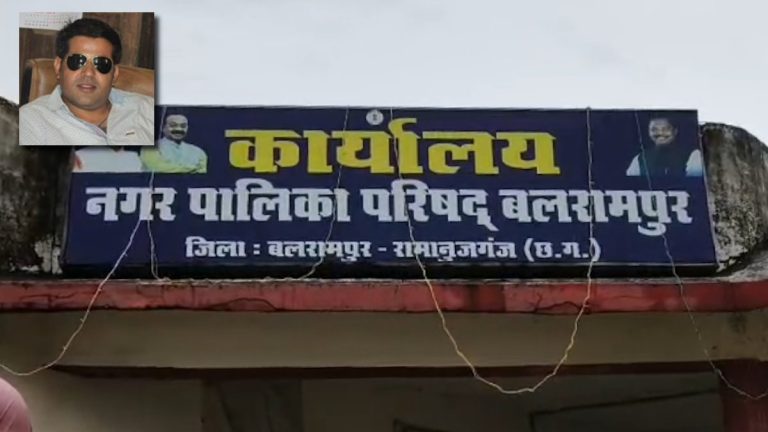 कार्यालय
नगर पालिका परिषद् बलरामपुर
जिला : बलरामपुर - रामानुजगंज (छ.ग.)